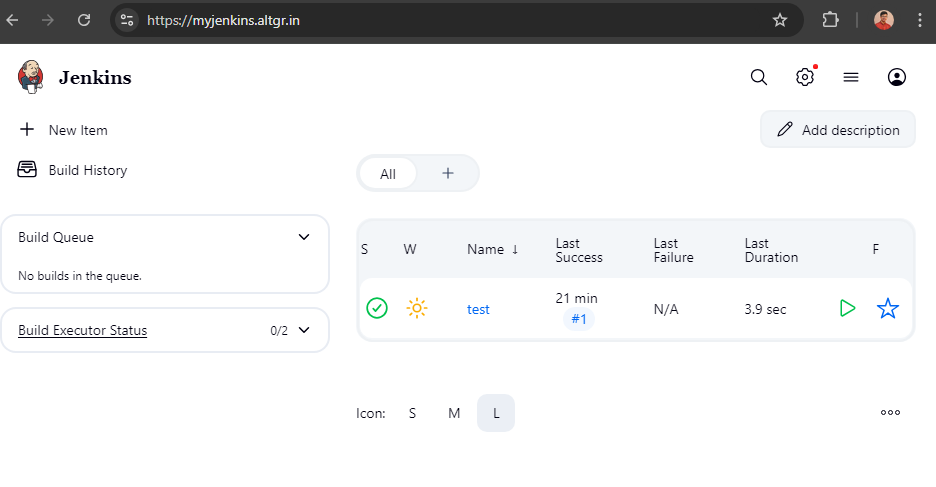 https://myjenkins.altgr.in
Jenkins
New Item
Add description
Build History
All +
Build Queue
No builds in the queue.
Build Executor Status 0/2
S W Name ↓ Last Success Last Failure Last Duration F
test 21 min #1 N/A 3.9 sec
Icon: S M L